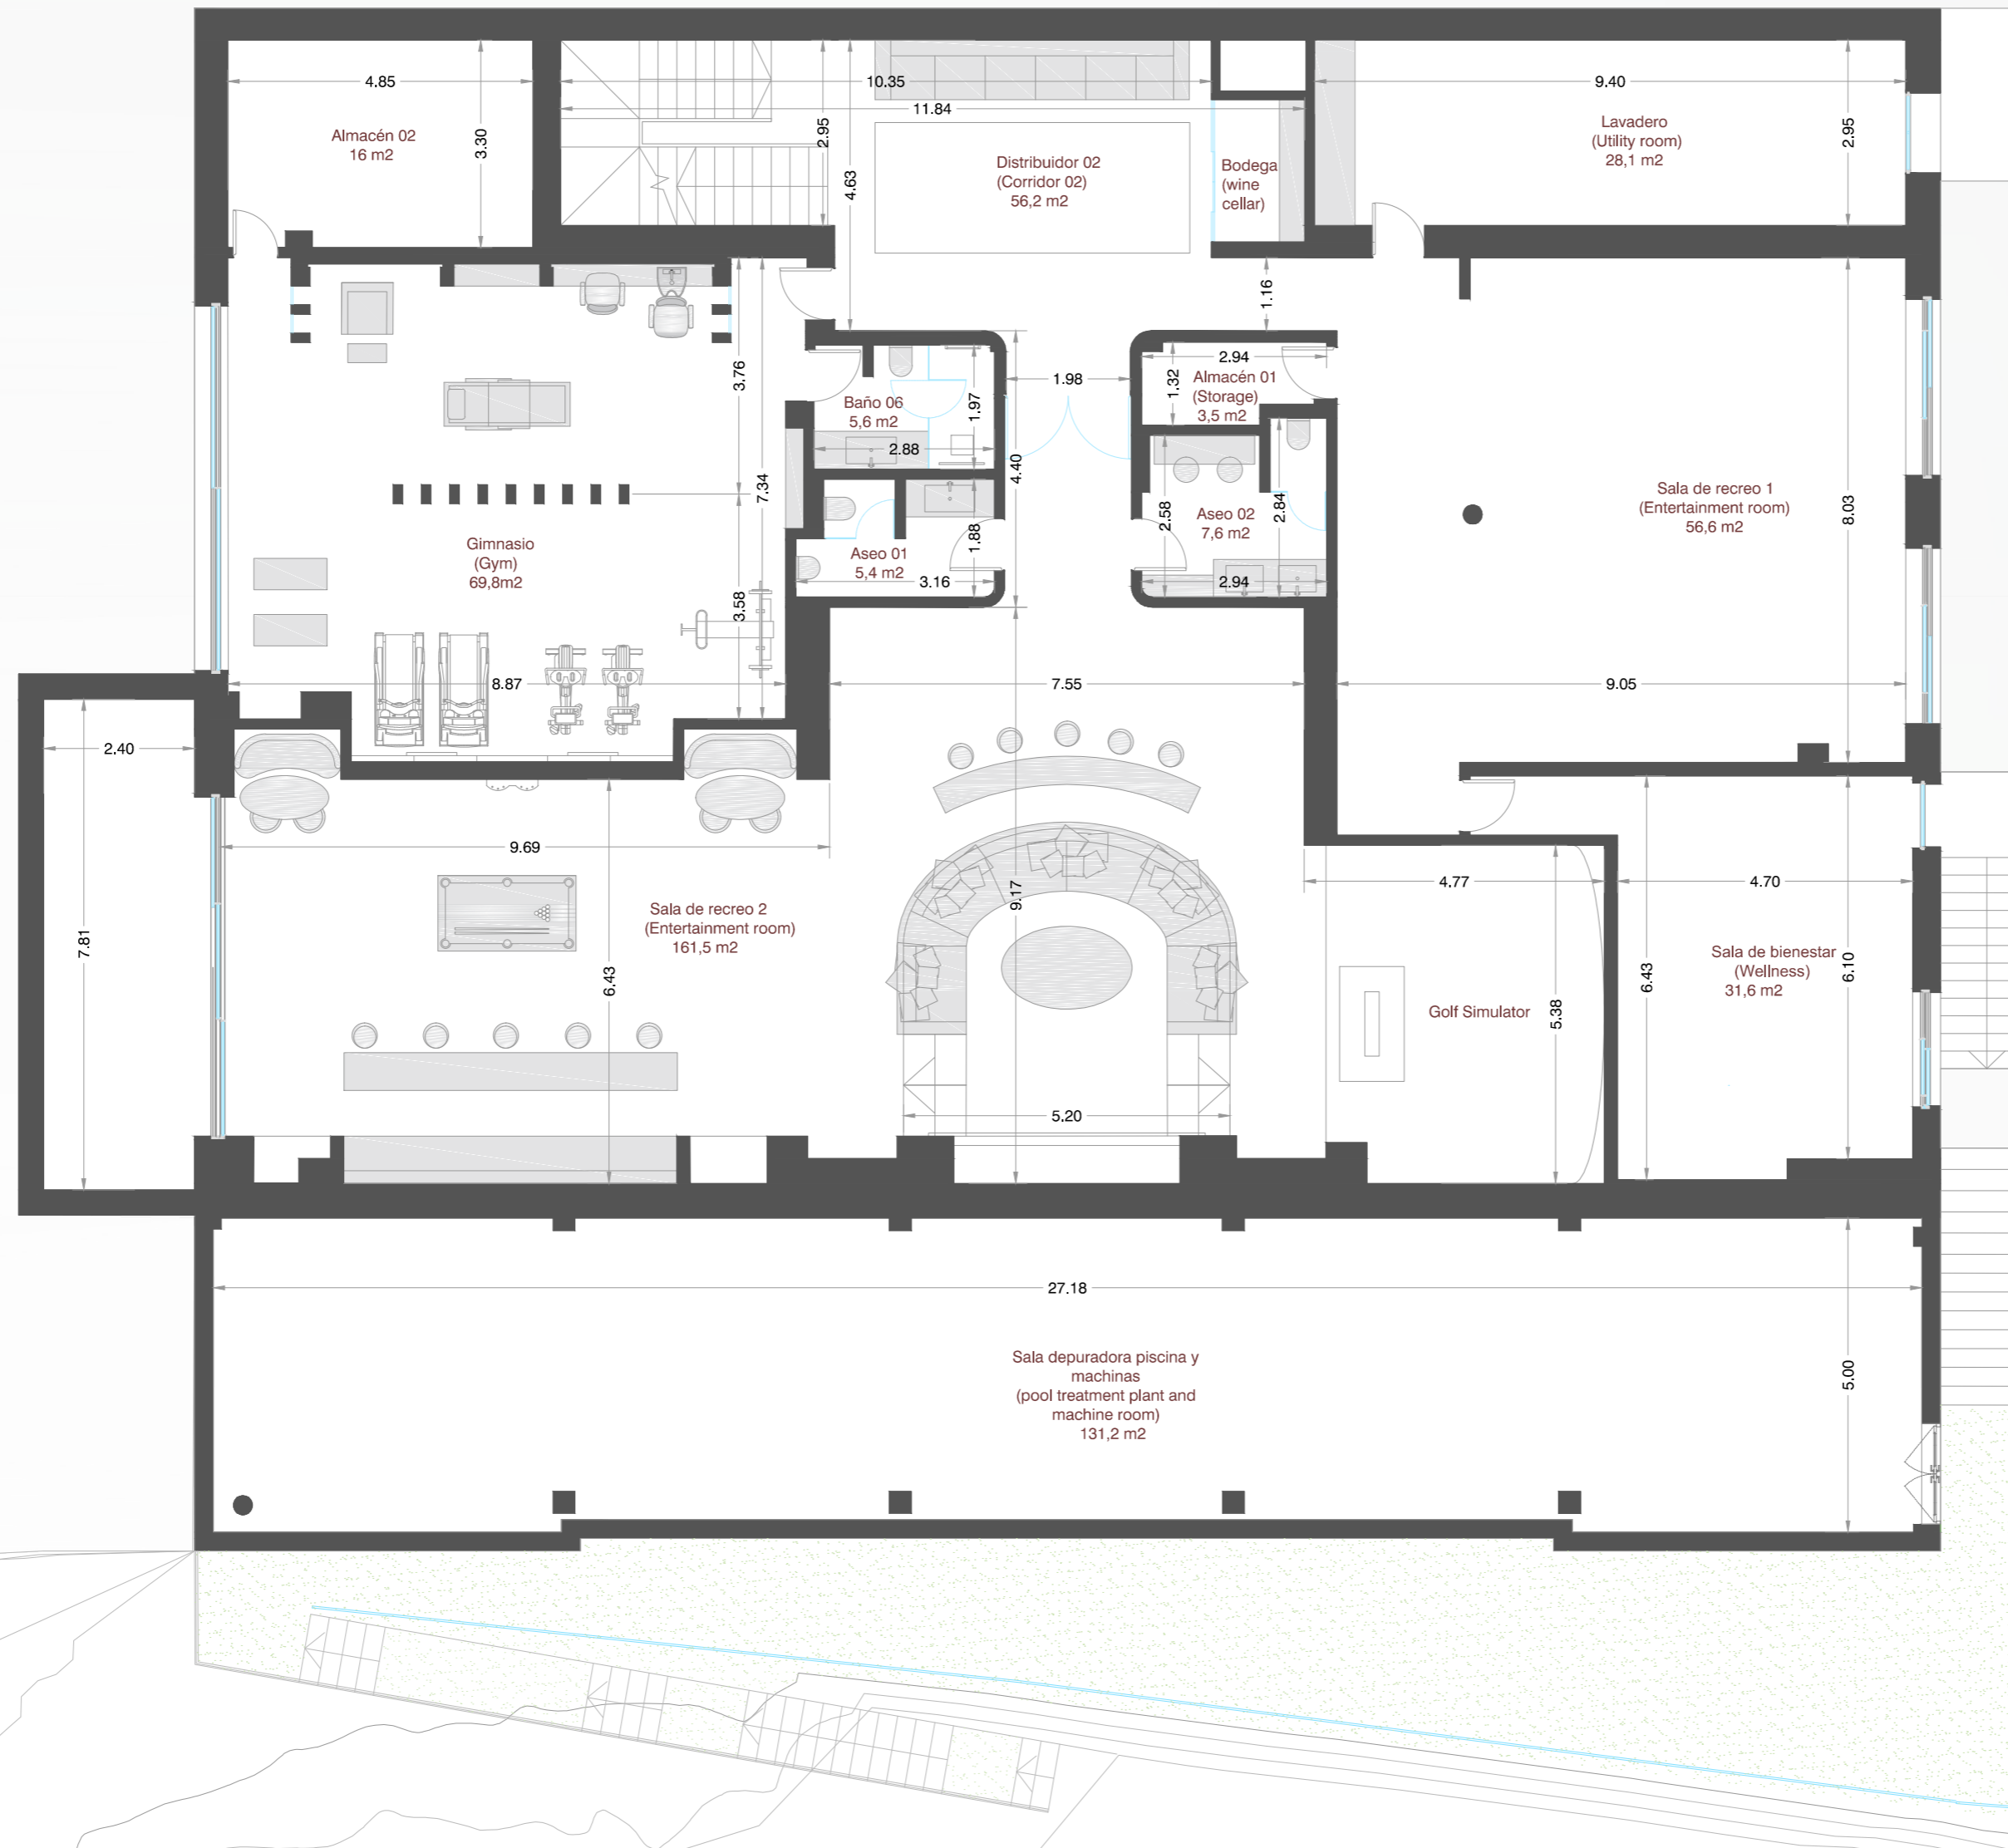 4.85
3.30
Almacén 02
16 m2
10.35
11.84
2.95
4.63
Distribuidor 02
(Corridor 02)
56,2 m2
Bodega
(wine
cellar)
9.40
Lavadero
(Utility room)
28,1 m2
2.95
1.16
3.76
7.34
3.58
Gimnasio
(Gym)
69,8m2
8.87
Baño 06
5,6 m2
1.97
2.88
4.40
1.98
2.94
1.32
Almacén 01
(Storage)
3,5 m2
Aseo 01
5,4 m2
1.88
3.16
2.58
Aseo 02
7,6 m2
2.84
2.94
Sala de recreo 1
(Entertainment room)
56,6 m2
8.03
9.05
7.55
2.40
7.81
9.69
6.43
Sala de recreo 2
(Entertainment room)
161,5 m2
9.17
5.20
4.77
5.38
Golf Simulator
4.70
6.43
6.10
Sala de bienestar
(Wellness)
31,6 m2
27.18
5.00
Sala depuradora piscina y
machinas
(pool treatment plant and
machine room)
131,2 m2